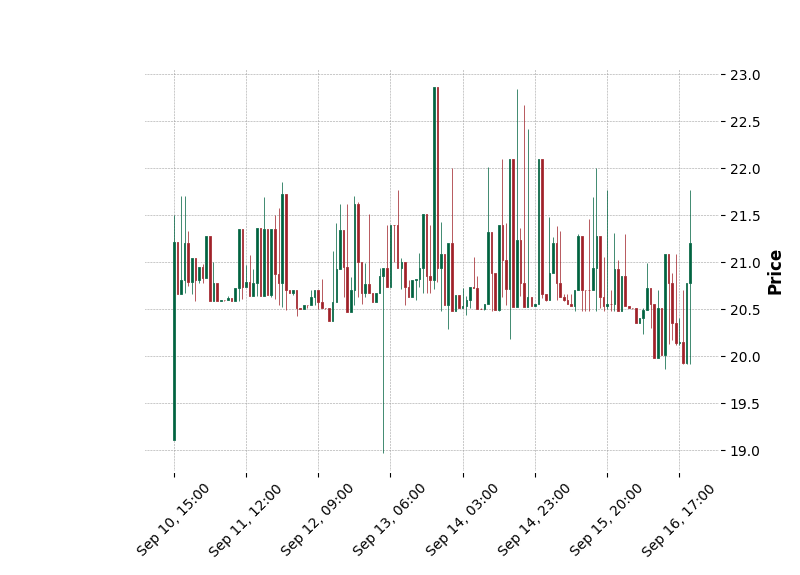 23.0
22.5
22.0
21.5
21.0
20.5
20.0
19.5
19.0
Price
Sep 10, 15:00
Sep 11, 12:00
Sep 12, 09:00
Sep 13, 06:00
Sep 14, 03:00
Sep 14, 23:00
Sep 15, 20:00
Sep 16, 17:00